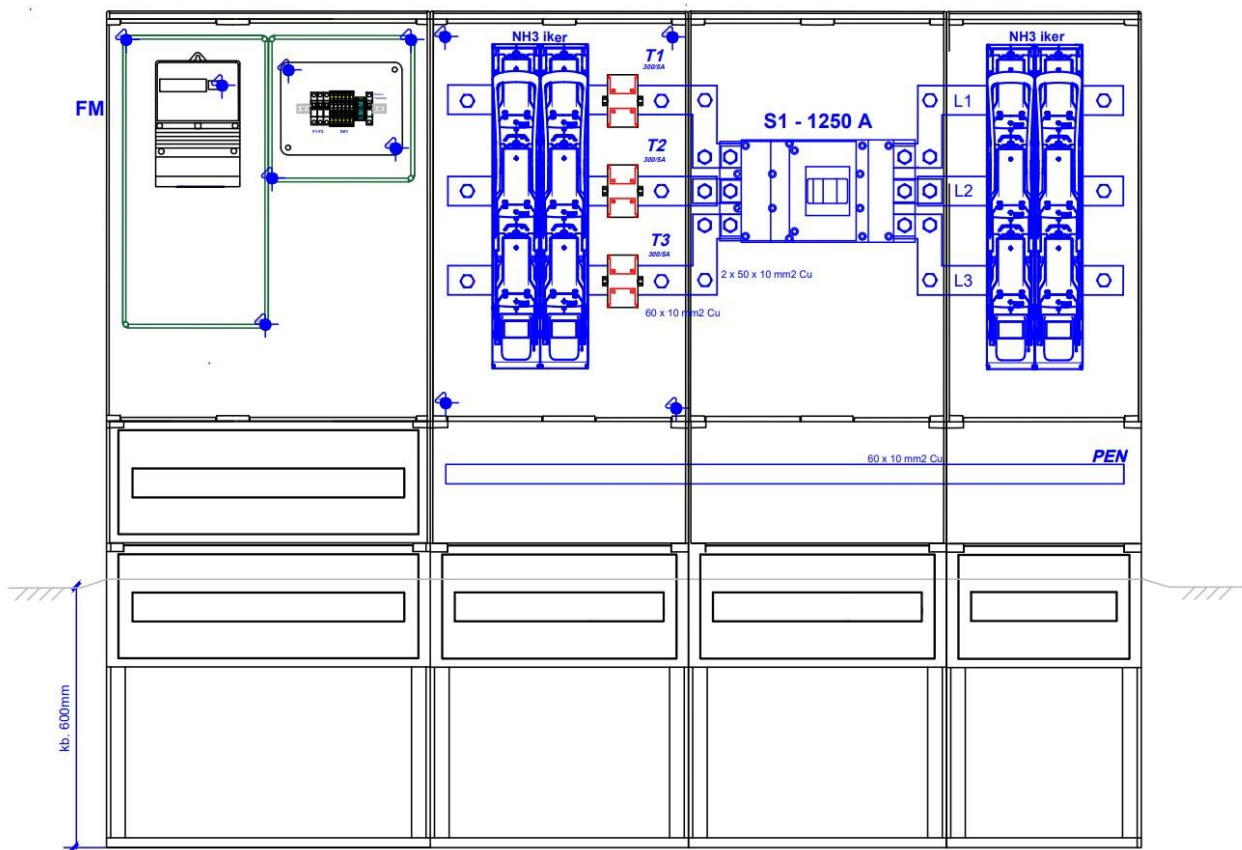 NH3 iker
T1
300/5A
FM
S1 - 1250 A
T2
300/5A
T3
300/5A
2 x 50 x 10 mm2 Cu
60 x 10 mm2 Cu
NH3 iker
L1
L2
L3
60 x 10 mm2 Cu
PEN
kb. 600mm